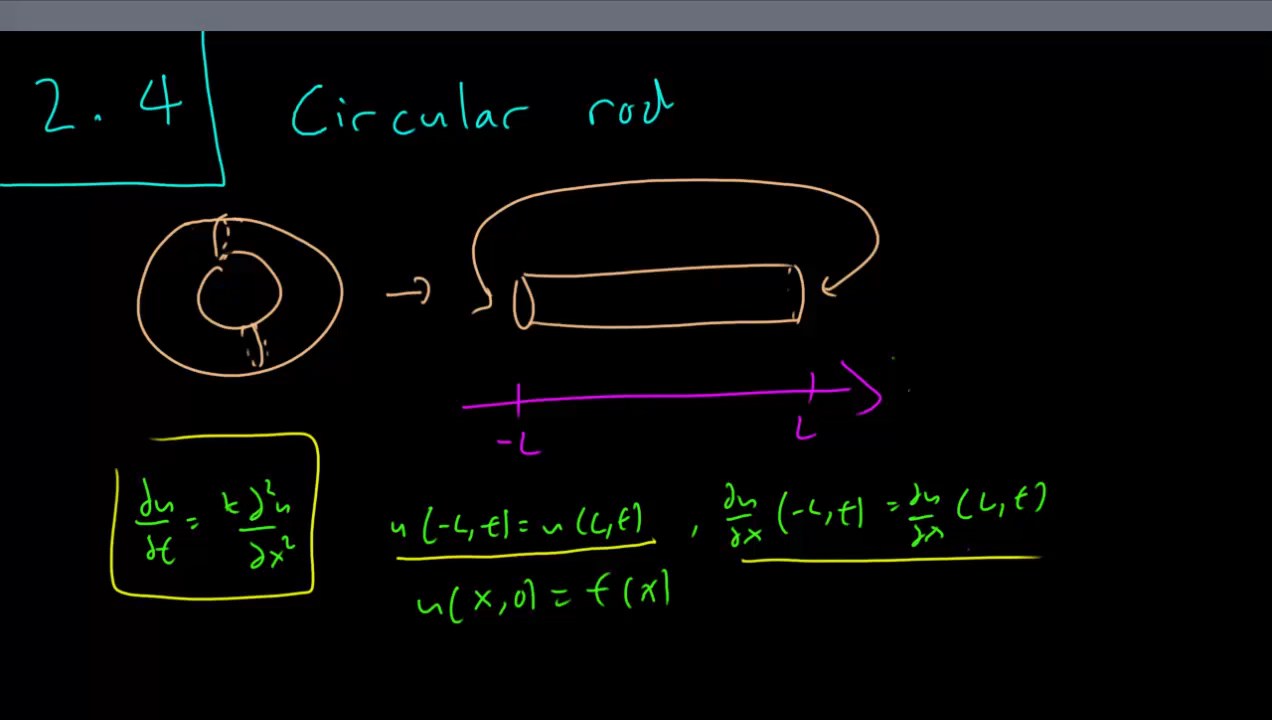 2.4 Circular rod
-L L
∂u/∂t = k ∂²u/∂x²
u(-L,t) = u(L,t) , ∂u/∂x (-L,t) = ∂u/∂x (L,t)
u(x,0) = f(x)